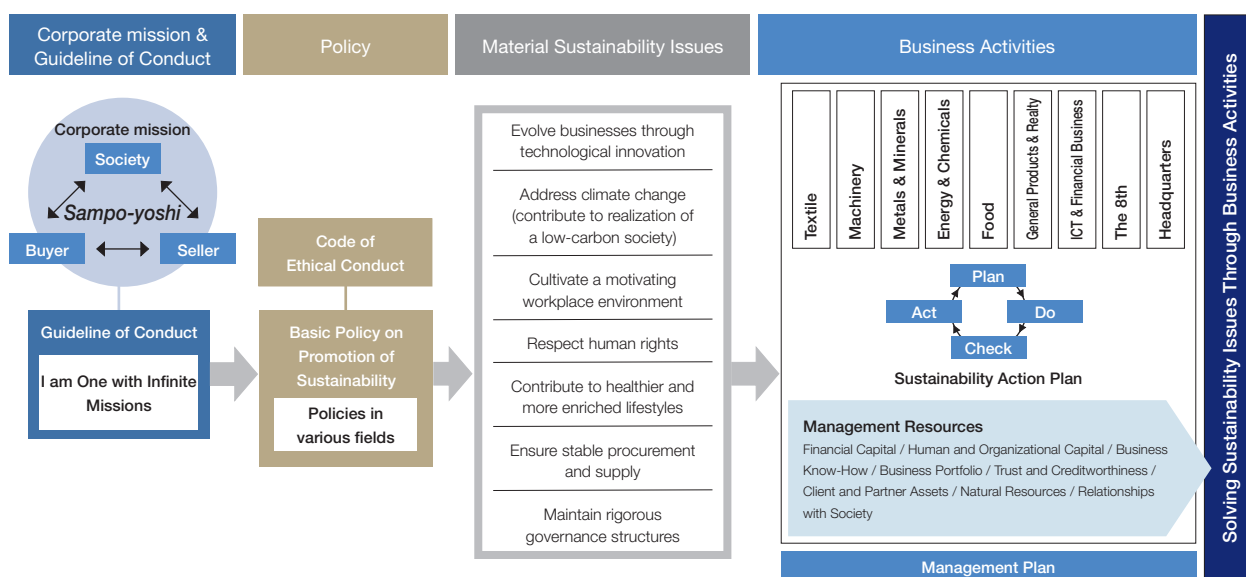 Corporate mission &
Guideline of Conduct
Policy
Material Sustainability Issues
Business Activities
Corporate mission
Society
Sampo-yoshi
Buyer
Seller
Guideline of Conduct
I am One with Infinite
Missions
Code of
Ethical Conduct
Basic Policy on
Promotion of
Sustainability
Policies in
various fields
Evolve businesses through
technological innovation
Address climate change
(contribute to realization of
a low-carbon society)
Cultivate a motivating
workplace environment
Respect human rights
Contribute to healthier and
more enriched lifestyles
Ensure stable procurement
and supply
Maintain rigorous
governance structures
Textile
Machinery
Metals & Minerals
Energy & Chemicals
Food
General Products & Realty
ICT & Financial Business
The 8th
Headquarters
Plan
Act
Do
Check
Sustainability Action Plan
Management Resources
Financial Capital / Human and Organizational Capital / Business
Know-How / Business Portfolio / Trust and Creditworthiness /
Client and Partner Assets / Natural Resources / Relationships
with Society
Management Plan
Solving Sustainability Issues Through Business Activities